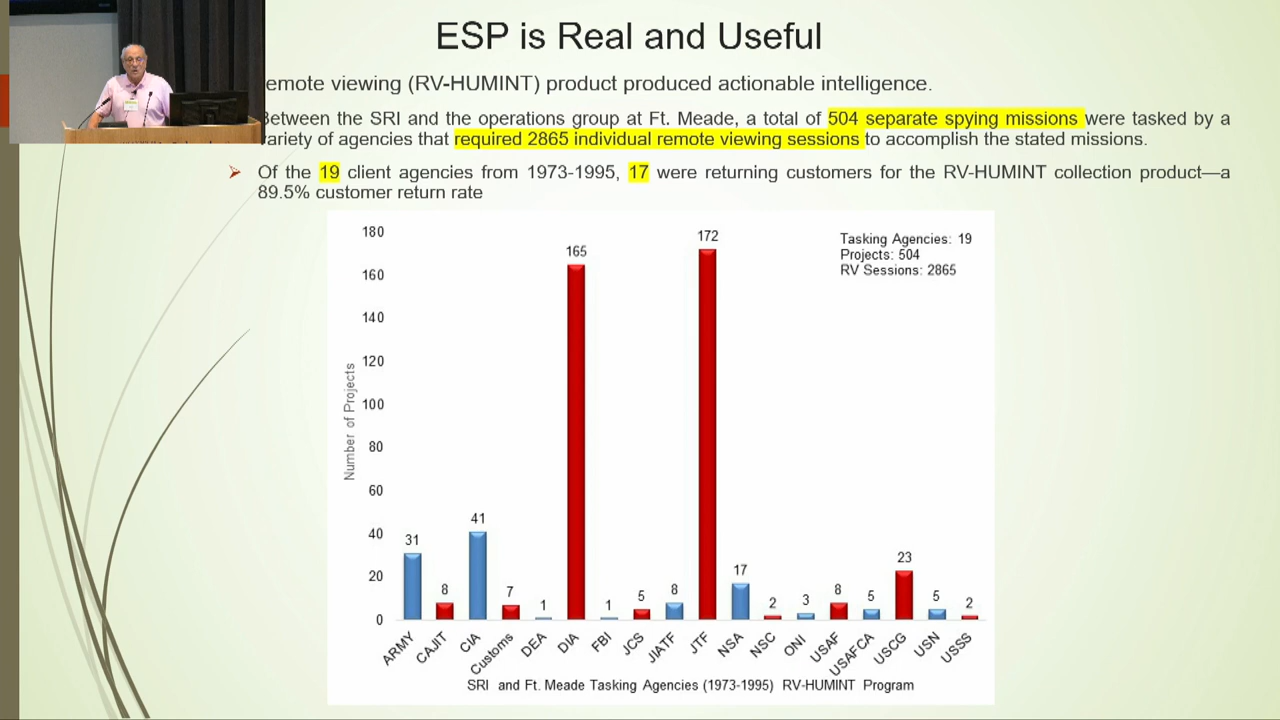 ESP is Real and Useful
emote viewing (RV-HUMINT) product produced actionable intelligence.
Between the SRI and the operations group at Ft. Meade, a total of 504 separate spying missions were tasked by a
variety of agencies that required 2865 individual remote viewing sessions to accomplish the stated missions.
Of the 19 client agencies from 1973-1995, 17 were returning customers for the RV-HUMINT collection product—a
89.5% customer return rate
Tasking Agencies: 19
Projects: 504
RV Sessions: 2865
Number of Projects
180
160
140
120
100
80
60
40
20
0
31
8
41
7
1
165
1
5
8
172
17
2
3
8
5
23
5
2
ARMY
CAJIT
CIA
Customs
DEA
DIA
FBI
JCS
JIATF
JTF
NSA
NSC
ONI
USAF
USAFCA
USCG
USN
USSS
SRI and Ft. Meade Tasking Agencies (1973-1995) RV-HUMINT Program